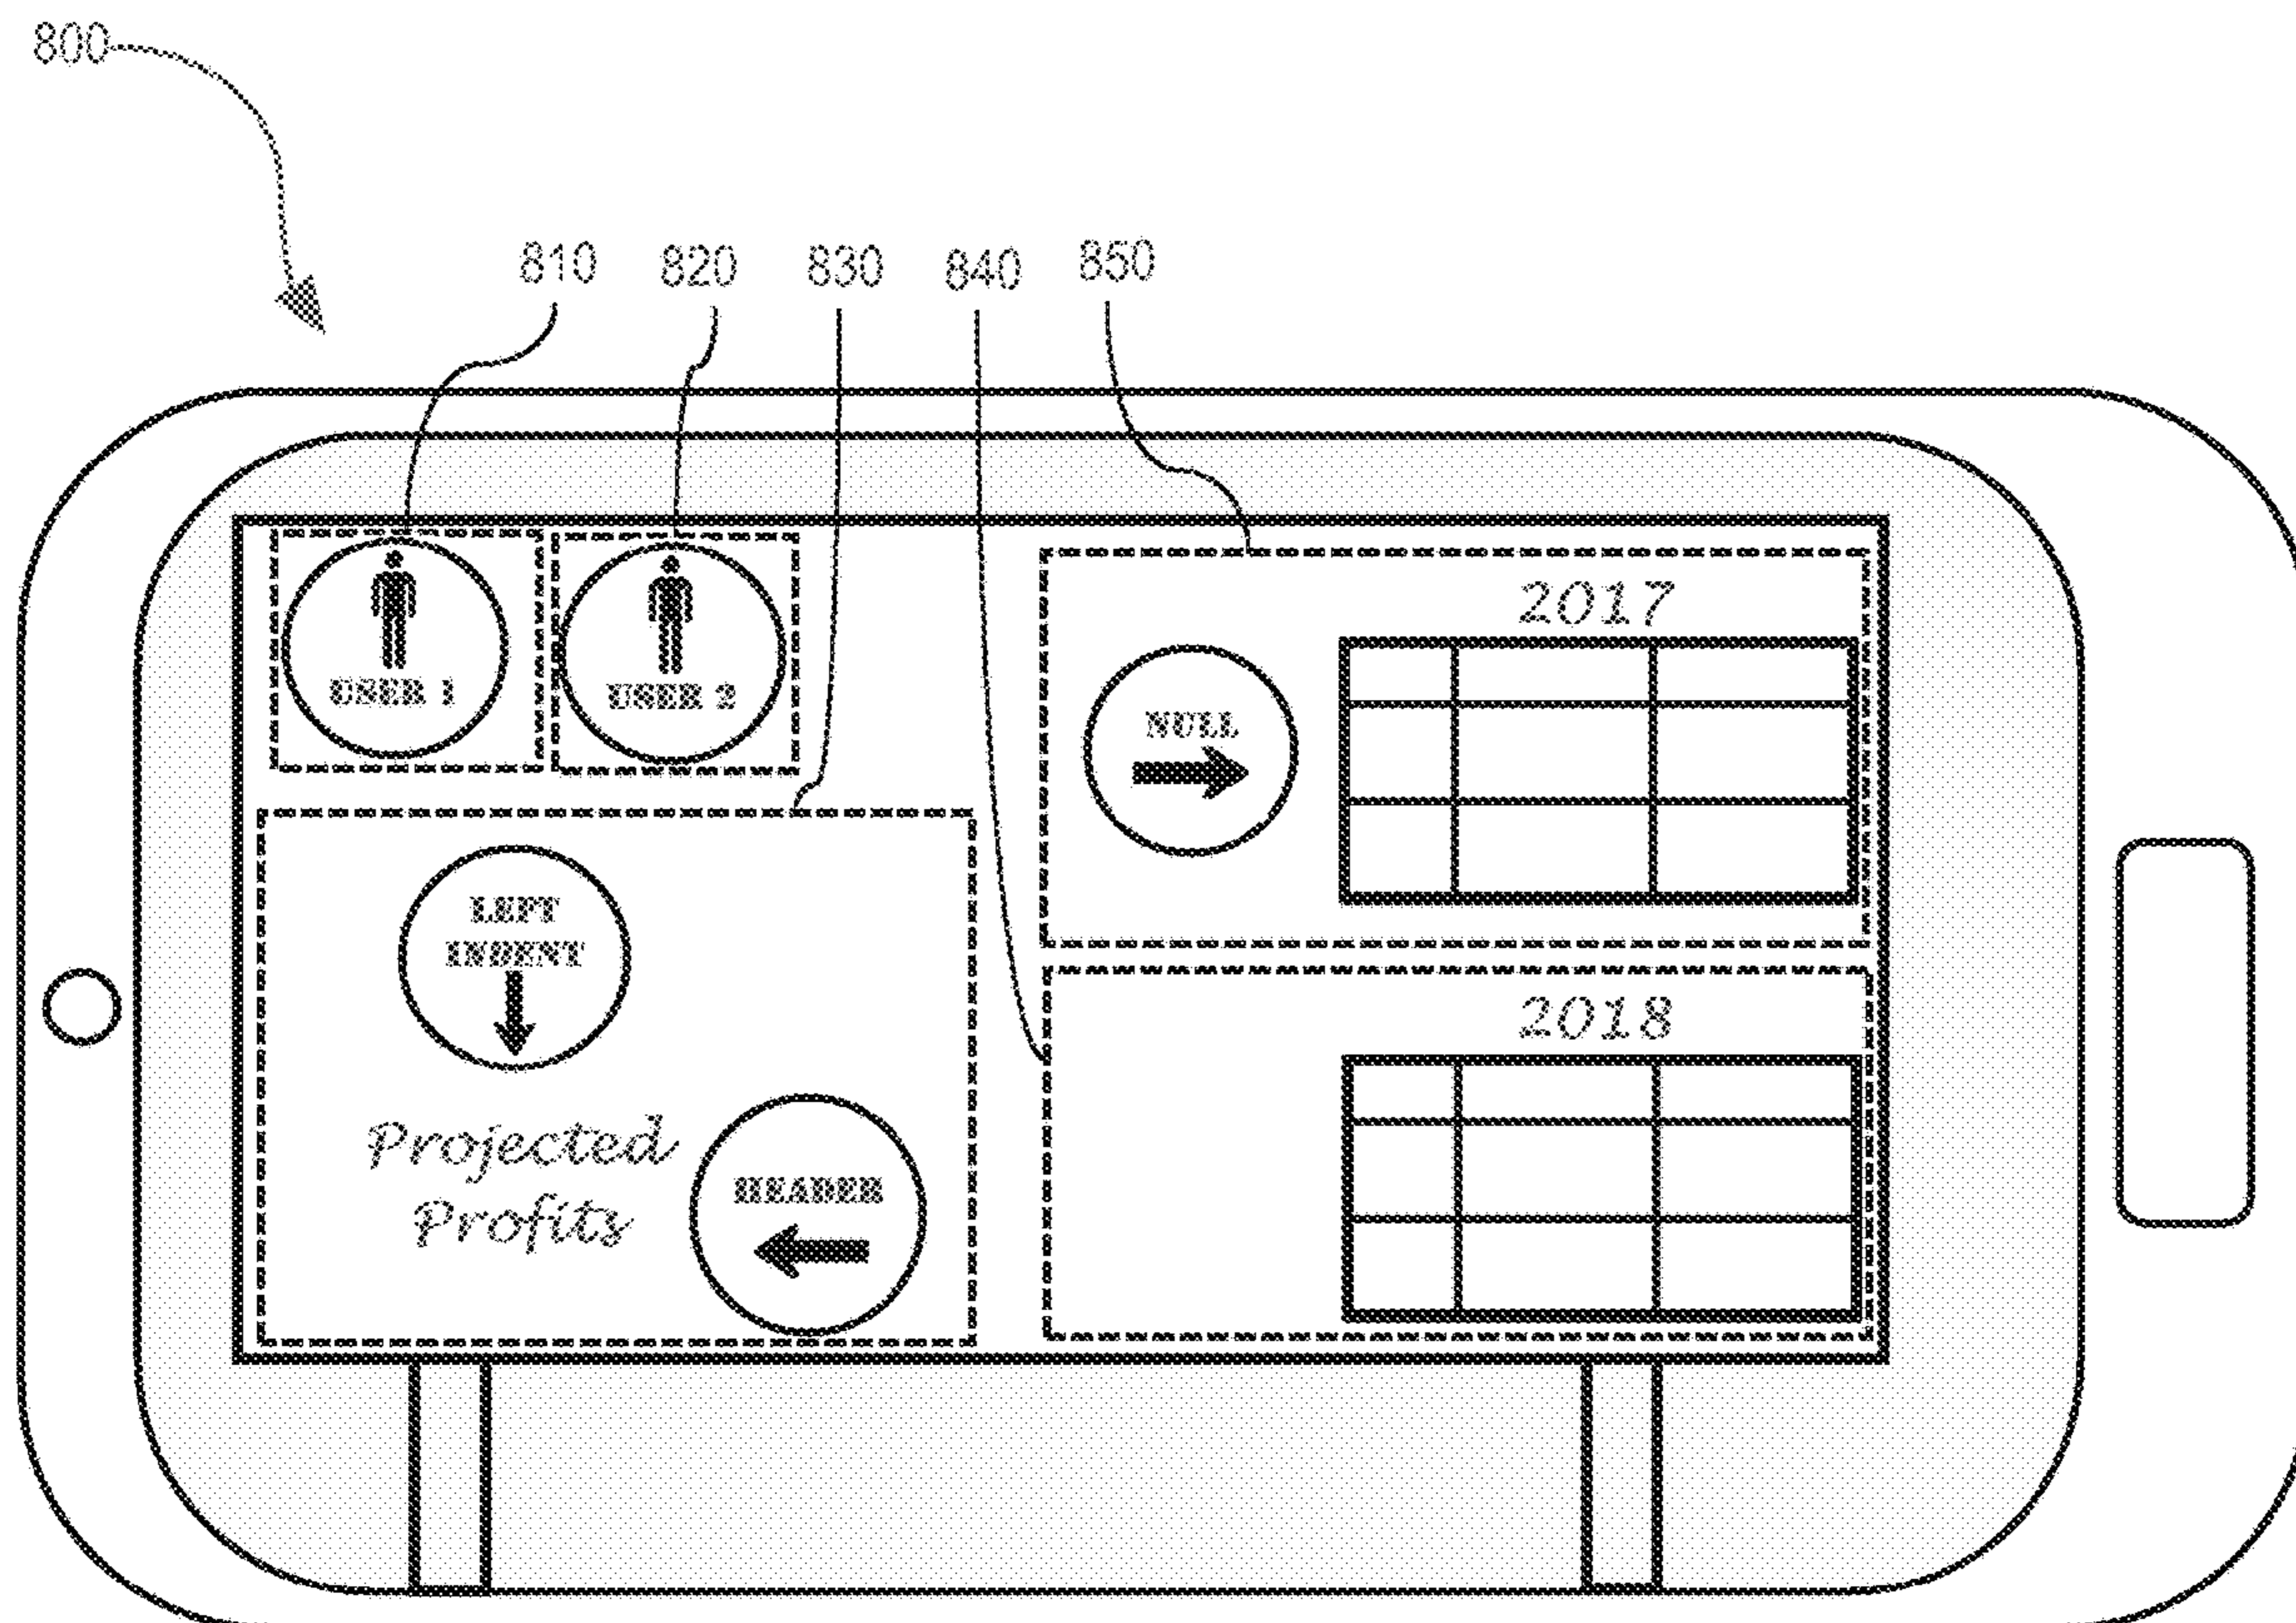 800
810 820 830 840 850
USER 1
USER 2
LEFT
INDENT
Projected
Profits
HEADER
NULL
2017
2018